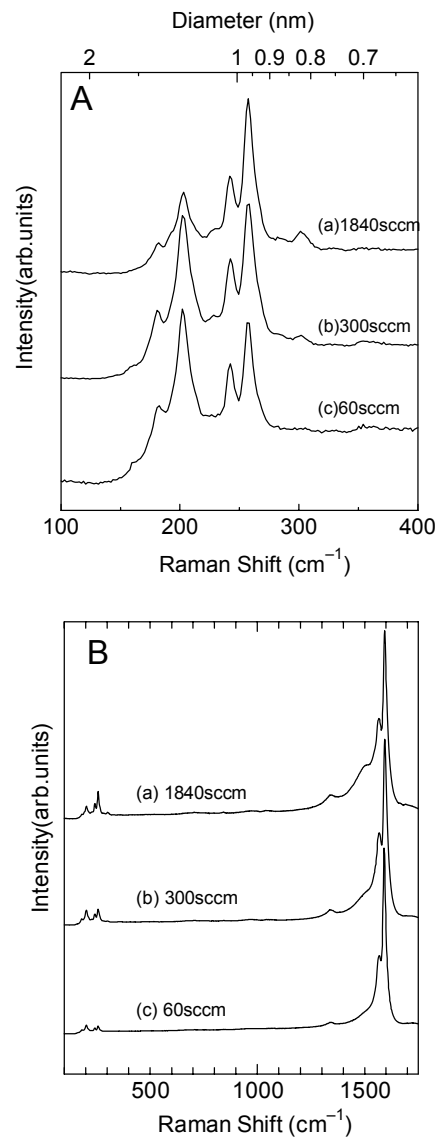 Diameter (nm)
2 1 0.9 0.8 0.7
A
Intensity(arb.units)
(a)1840sccm
(b)300sccm
(c)60sccm
100 200 300 400
Raman Shift (cm⁻¹)
B
Intensity(arb.units)
(a) 1840sccm
(b) 300sccm
(c) 60sccm
500 1000 1500
Raman Shift (cm⁻¹)